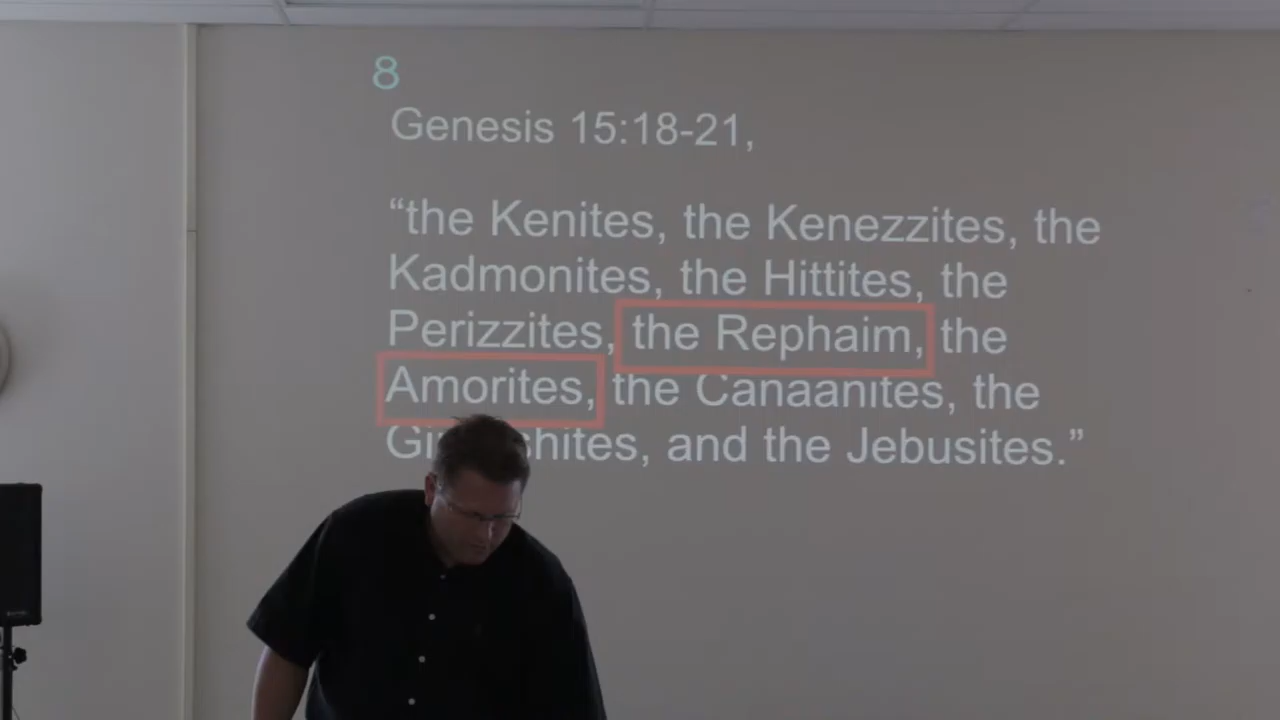 8
Genesis 15:18-21,
“the Kenites, the Kenezzites, the
Kadmonites, the Hittites, the
Perizzites, the Rephaim, the
Amorites, the Canaanites, the
and the Jebusites.”